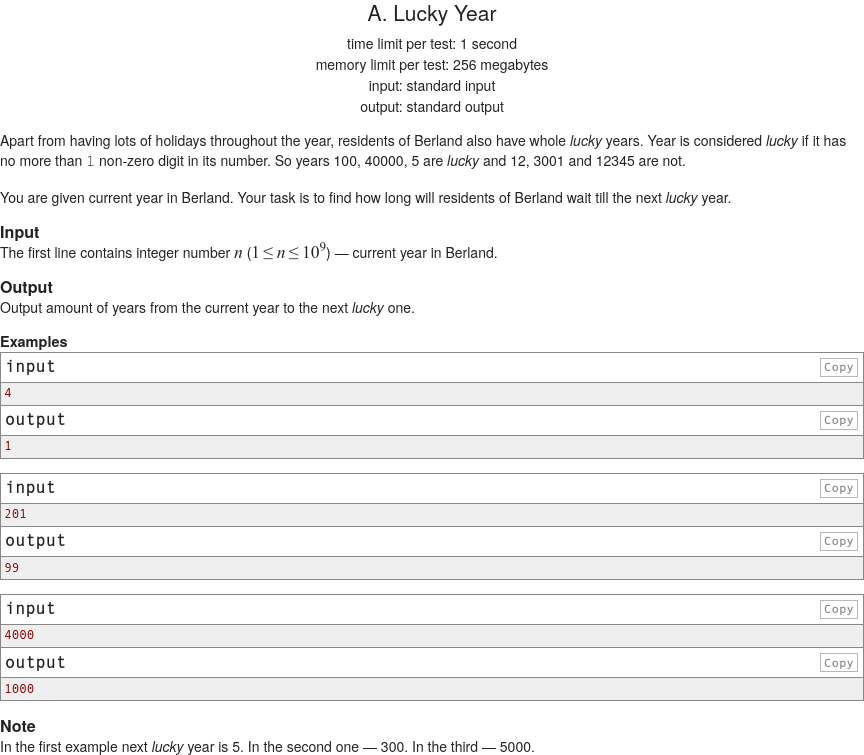 A. Lucky Year
time limit per test: 1 second
memory limit per test: 256 megabytes
input: standard input
output: standard output
Apart from having lots of holidays throughout the year, residents of Berland also have whole lucky years. Year is considered lucky if it has
no more than 1 non-zero digit in its number. So years 100, 40000, 5 are lucky and 12, 3001 and 12345 are not.
You are given current year in Berland. Your task is to find how long will residents of Berland wait till the next lucky year.
Input
The first line contains integer number n (1 ≤ n ≤ 10⁹) — current year in Berland.
Output
Output amount of years from the current year to the next lucky one.
Examples
input Copy
4
output Copy
1
input Copy
201
output Copy
99
input Copy
4000
output Copy
1000
Note
In the first example next lucky year is 5. In the second one — 300. In the third — 5000.